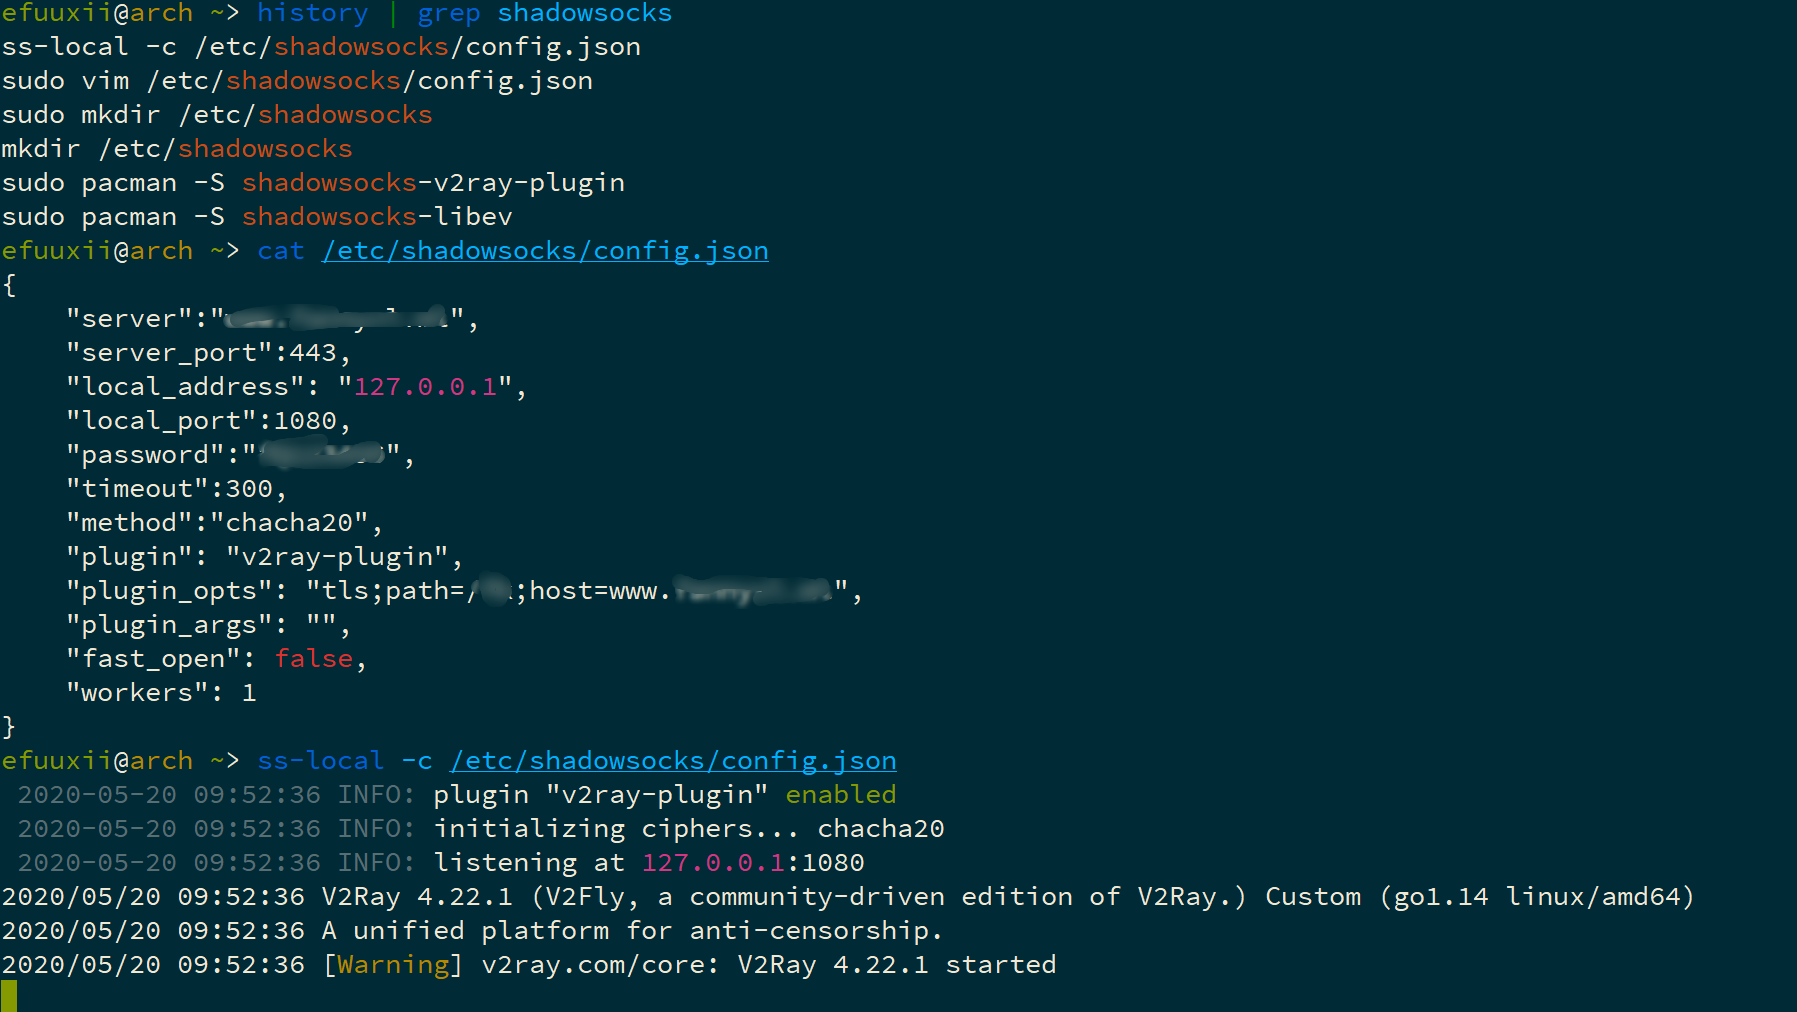 efuuxii@arch ~> history | grep shadowsocks
ss-local -c /etc/shadowsocks/config.json
sudo vim /etc/shadowsocks/config.json
sudo mkdir /etc/shadowsocks
mkdir /etc/shadowsocks
sudo pacman -S shadowsocks-v2ray-plugin
sudo pacman -S shadowsocks-libev
efuuxii@arch ~> cat /etc/shadowsocks/config.json
{
    "server":"",
    "server_port":443,
    "local_address": "127.0.0.1",
    "local_port":1080,
    "password":"",
    "timeout":300,
    "method":"chacha20",
    "plugin": "v2ray-plugin",
    "plugin_opts": "tls;path=/;host=www.",
    "plugin_args": "",
    "fast_open": false,
    "workers": 1
}
efuuxii@arch ~> ss-local -c /etc/shadowsocks/config.json
 2020-05-20 09:52:36 INFO: plugin "v2ray-plugin" enabled
 2020-05-20 09:52:36 INFO: initializing ciphers... chacha20
 2020-05-20 09:52:36 INFO: listening at 127.0.0.1:1080
2020/05/20 09:52:36 V2Ray 4.22.1 (V2Fly, a community-driven edition of V2Ray.) Custom (go1.14 linux/amd64)
2020/05/20 09:52:36 A unified platform for anti-censorship.
2020/05/20 09:52:36 [Warning] v2ray.com/core: V2Ray 4.22.1 started